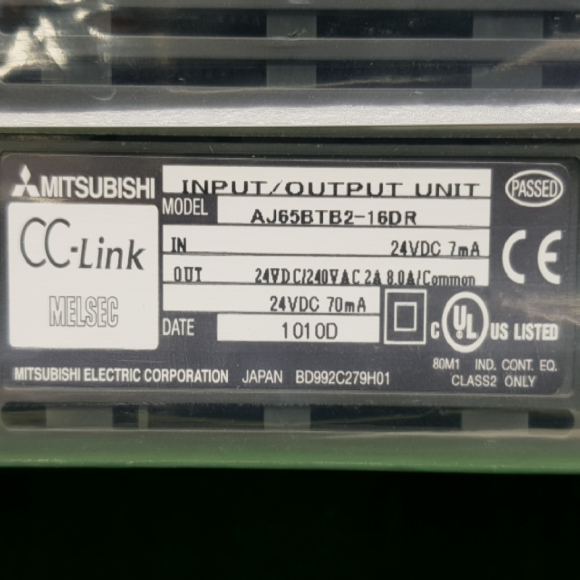 MITSUBISHI
INPUT/OUTPUT UNIT
PASSED
MODEL AJ65BTB2-16DR
CC-Link
IN 24VDC 7mA
CE
OUT 24VDC/240VAC 2A 8.0A/Common
MELSEC
24VDC 70mA
C UL US LISTED
DATE 1010D
80M1 IND. CONT. EQ.
MITSUBISHI ELECTRIC CORPORATION JAPAN BD992C279H01
CLASS2 ONLY